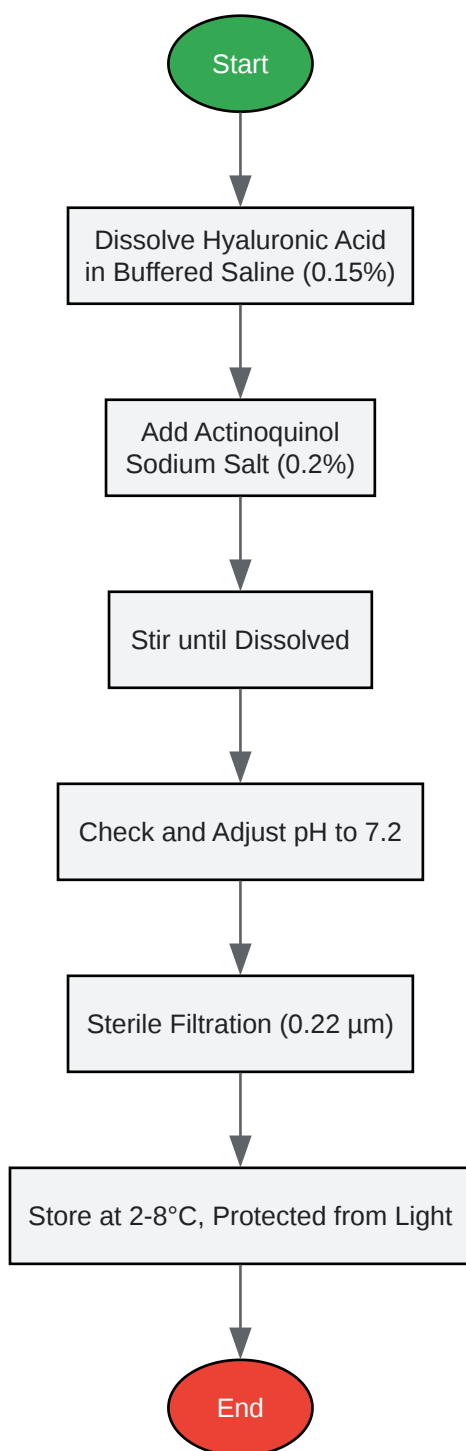 Start
Dissolve Hyaluronic Acid
in Buffered Saline (0.15%)
Add Actinoquinol
Sodium Salt (0.2%)
Stir until Dissolved
Check and Adjust pH to 7.2
Sterile Filtration (0.22 µm)
Store at 2-8°C, Protected from Light
End